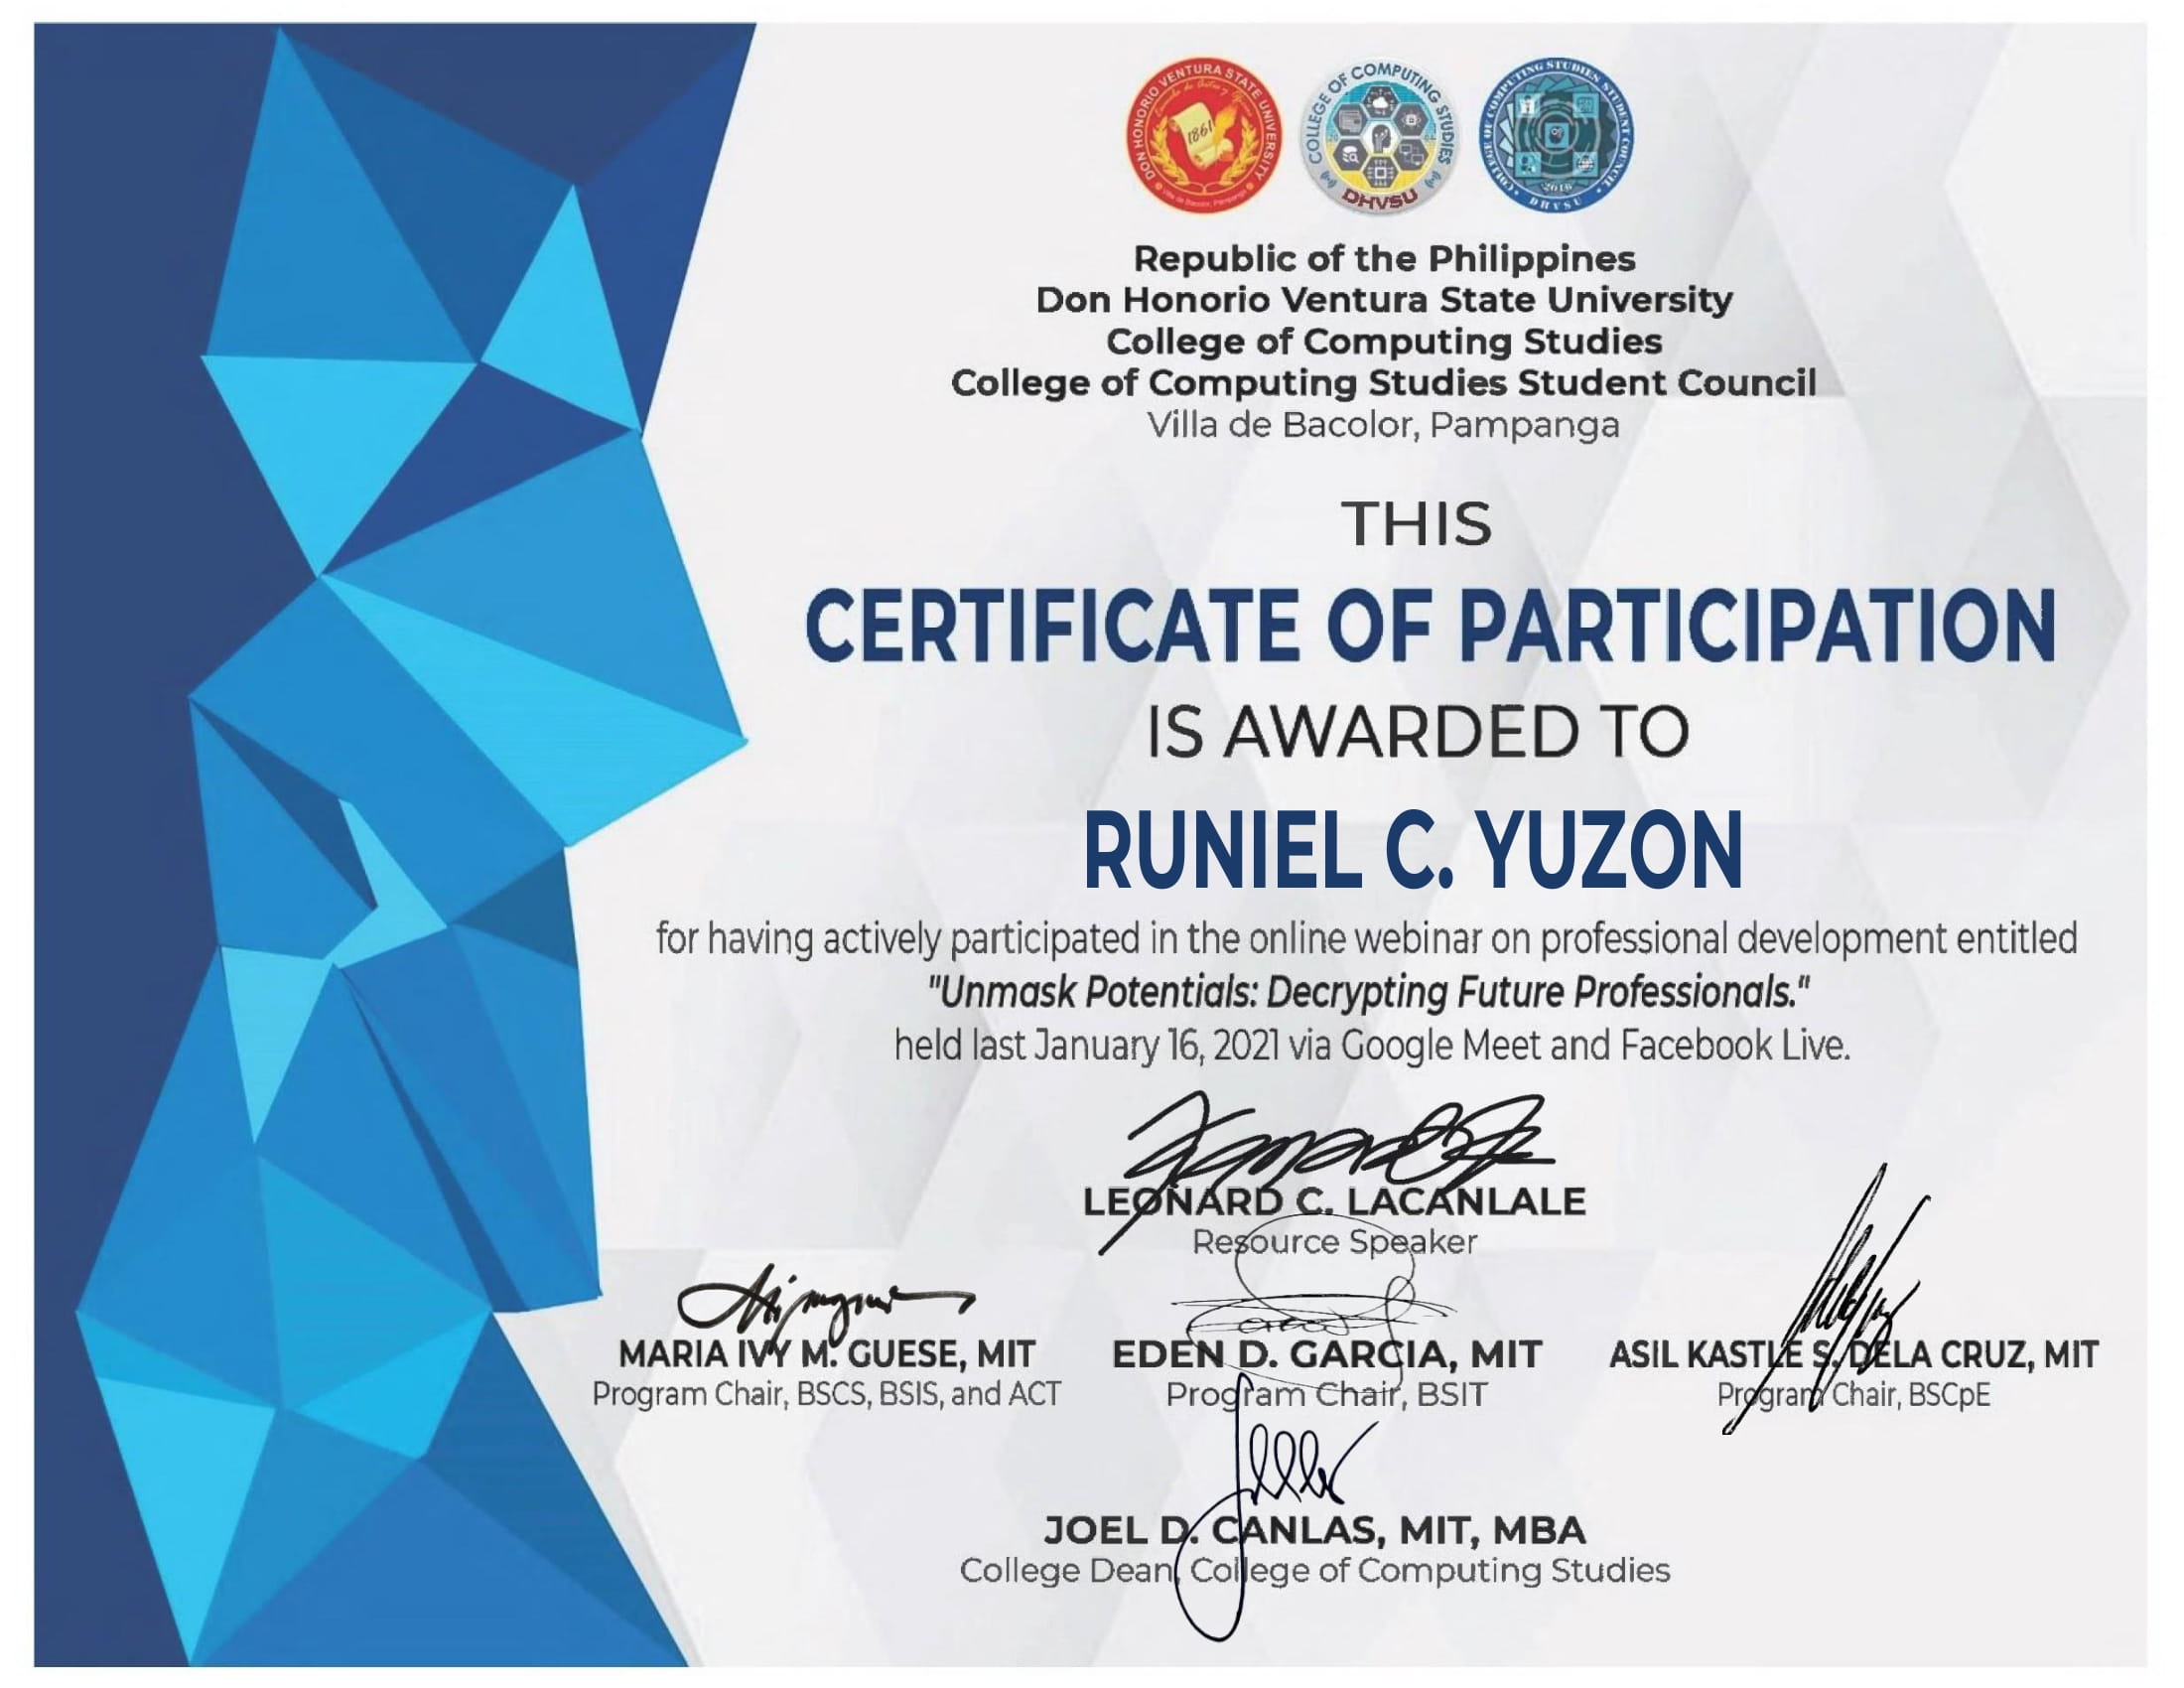 DON HONORIO VENTURA STATE UNIVERSITY
1861
COLLEGE OF COMPUTING STUDIES
DHVSU
COLLEGE OF COMPUTING STUDIES STUDENT COUNCIL
2016
DHVSU
Republic of the Philippines
Don Honorio Ventura State University
College of Computing Studies
College of Computing Studies Student Council
Villa de Bacolor, Pampanga
THIS
CERTIFICATE OF PARTICIPATION
IS AWARDED TO
RUNIEL C. YUZON
for having actively participated in the online webinar on professional development entitled
"Unmask Potentials: Decrypting Future Professionals."
held last January 16, 2021 via Google Meet and Facebook Live.
LEONARD C. LACANLALE
Resource Speaker
MARIA IVY M. GUESE, MIT
Program Chair, BSCS, BSIS, and ACT
EDEN D. GARCIA, MIT
Program Chair, BSIT
ASIL KASTLE S. DELA CRUZ, MIT
Program Chair, BSCpE
JOEL D. CANLAS, MIT, MBA
College Dean, College of Computing Studies